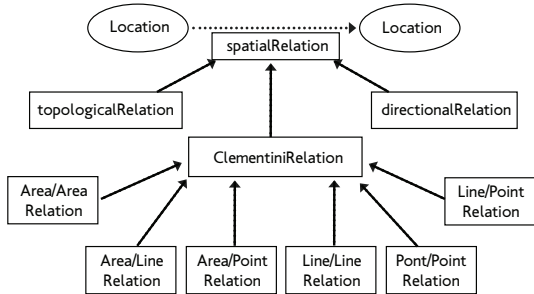 Location
Location
spatialRelation
topologicalRelation
directionalRelation
ClementiniRelation
Area/Area
Relation
Line/Point
Relation
Area/Line
Relation
Area/Point
Relation
Line/Line
Relation
Pont/Point
Relation